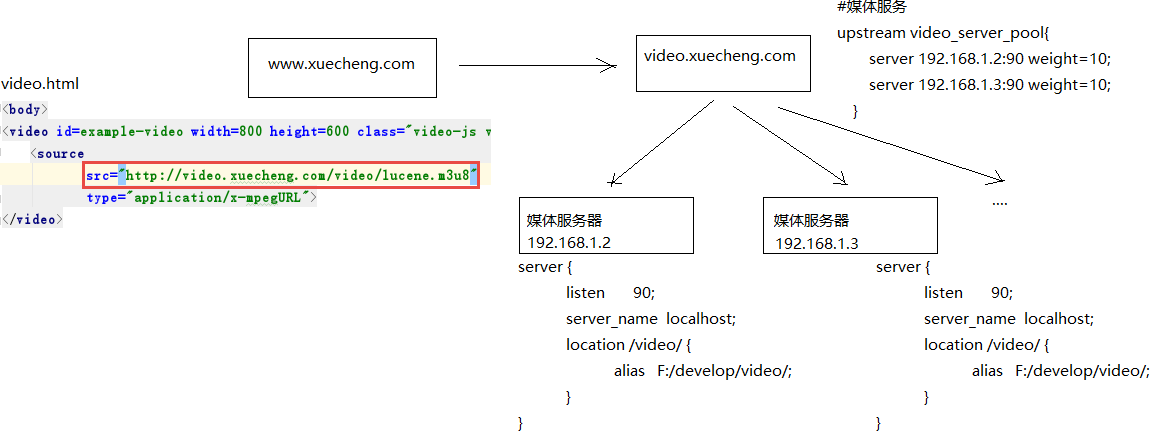 #媒体服务
upstream video_server_pool{
server 192.168.1.2:90 weight=10;
server 192.168.1.3:90 weight=10;
}
www.xuecheng.com
video.xuecheng.com
video.html
<body>
<video id=example-video width=800 height=600 class="video-js v
<source
src="http://video.xuecheng.com/video/lucene.m3u8"
type="application/x-mpegURL">
</video>
媒体服务器
192.168.1.2
媒体服务器
192.168.1.3
....
server {
listen 90;
server_name localhost;
location /video/ {
alias F:/develop/video/;
}
}
server {
listen 90;
server_name localhost;
location /video/ {
alias F:/develop/video/;
}
}